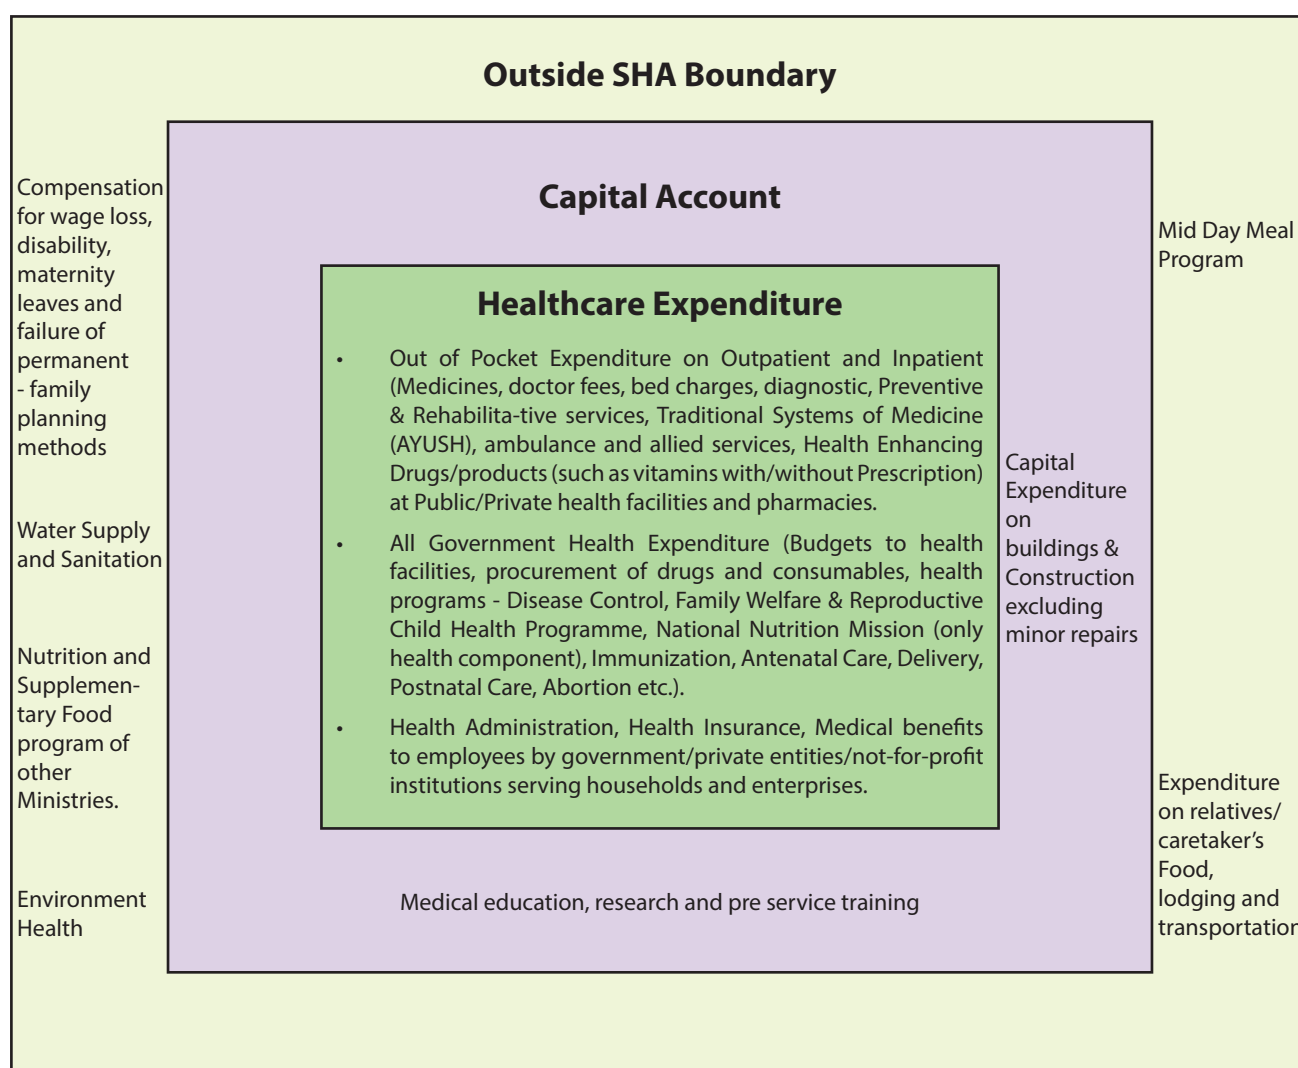 Outside SHA Boundary
Capital Account
Healthcare Expenditure
Compensation
for wage loss,
disability,
maternity
leaves and
failure of
permanent
- family
planning
methods
Water Supply
and Sanitation
Nutrition and
Supplemen-
tary Food
program of
other
Ministries.
Environment
Health
• Out of Pocket Expenditure on Outpatient and Inpatient
(Medicines, doctor fees, bed charges, diagnostic, Preventive
& Rehabilita-tive services, Traditional Systems of Medicine
(AYUSH), ambulance and allied services, Health Enhancing
Drugs/products (such as vitamins with/without Prescription)
at Public/Private health facilities and pharmacies.
• All Government Health Expenditure (Budgets to health
facilities, procurement of drugs and consumables, health
programs - Disease Control, Family Welfare & Reproductive
Child Health Programme, National Nutrition Mission (only
health component), Immunization, Antenatal Care, Delivery,
Postnatal Care, Abortion etc.).
• Health Administration, Health Insurance, Medical benefits
to employees by government/private entities/not-for-profit
institutions serving households and enterprises.
Capital
Expenditure
on
buildings &
Construction
excluding
minor repairs
Medical education, research and pre service training
Mid Day Meal
Program
Expenditure
on relatives/
caretaker's
Food,
lodging and
transportation